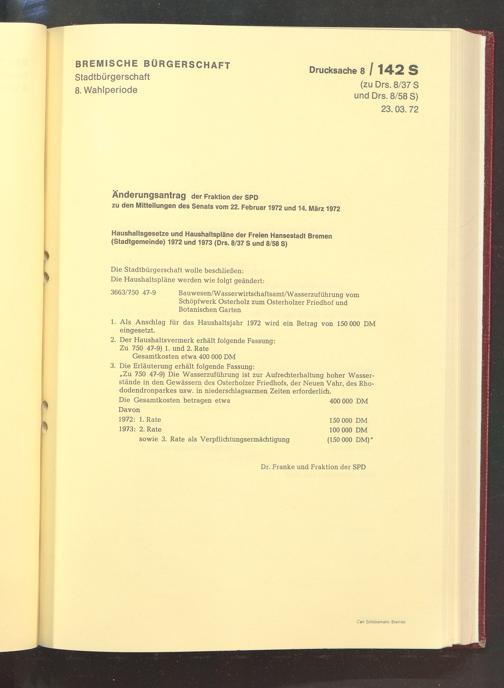 BREMISCHE BÜRGERSCHAFT
Stadtbürgerschaft
8. Wahlperiode
Drucksache 8 / 142 S
(zu Drs. 8/37 S
und Drs. 8/58 S)
23. 03. 72
Änderungsantrag der Fraktion der SPD
zu den Mitteilungen des Senats vom 22. Februar 1972 und 14. März 1972
Haushaltsgesetze und Haushaltspläne der Freien Hansestadt Bremen
(Stadtgemeinde) 1972 und 1973 (Drs. 8/37 S und 8/58 S)
Die Stadtbürgerschaft wolle beschließen:
Die Haushaltspläne werden wie folgt geändert:
3663/750 47-9 Bauwesen/Wasserwirtschaftsamt/Wasserzuführung vom
Schöpfwerk Osterholz zum Osterholzer Friedhof und
Botanischen Garten
1. Als Anschlag für das Haushaltsjahr 1972 wird ein Betrag von 150 000 DM
eingesetzt.
2. Der Haushaltsvermerk erhält folgende Fassung:
Zu 750 47-9) 1. und 2. Rate
Gesamtkosten etwa 400 000 DM
3. Die Erläuterung erhält folgende Fassung:
„Zu 750 47-9) Die Wasserzuführung ist zur Aufrechterhaltung hoher Wasser-
stände in den Gewässern des Osterholzer Friedhofs, der Neuen Vahr, des Rho-
dodendronparks usw. in niederschlagsarmen Zeiten erforderlich.
Die Gesamtkosten betragen etwa 400 000 DM
Davon
1972: 1. Rate 150 000 DM
1973: 2. Rate 100 000 DM
sowie 3. Rate als Verpflichtungsermächtigung (150 000 DM)"
Dr. Franke und Fraktion der SPD
Carl Schünemann Bremen